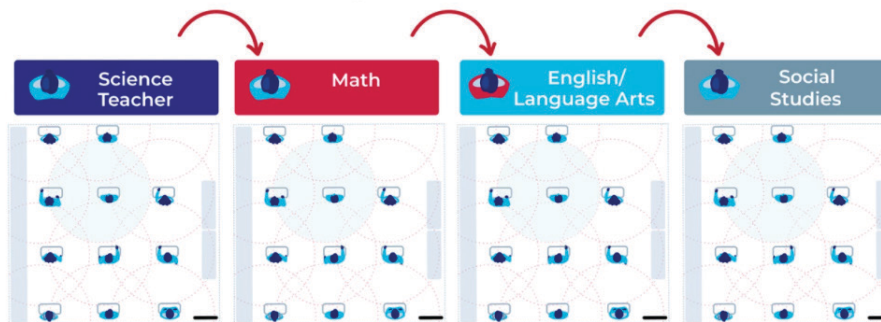 Science
Teacher
Math
English/
Language Arts
Social
Studies